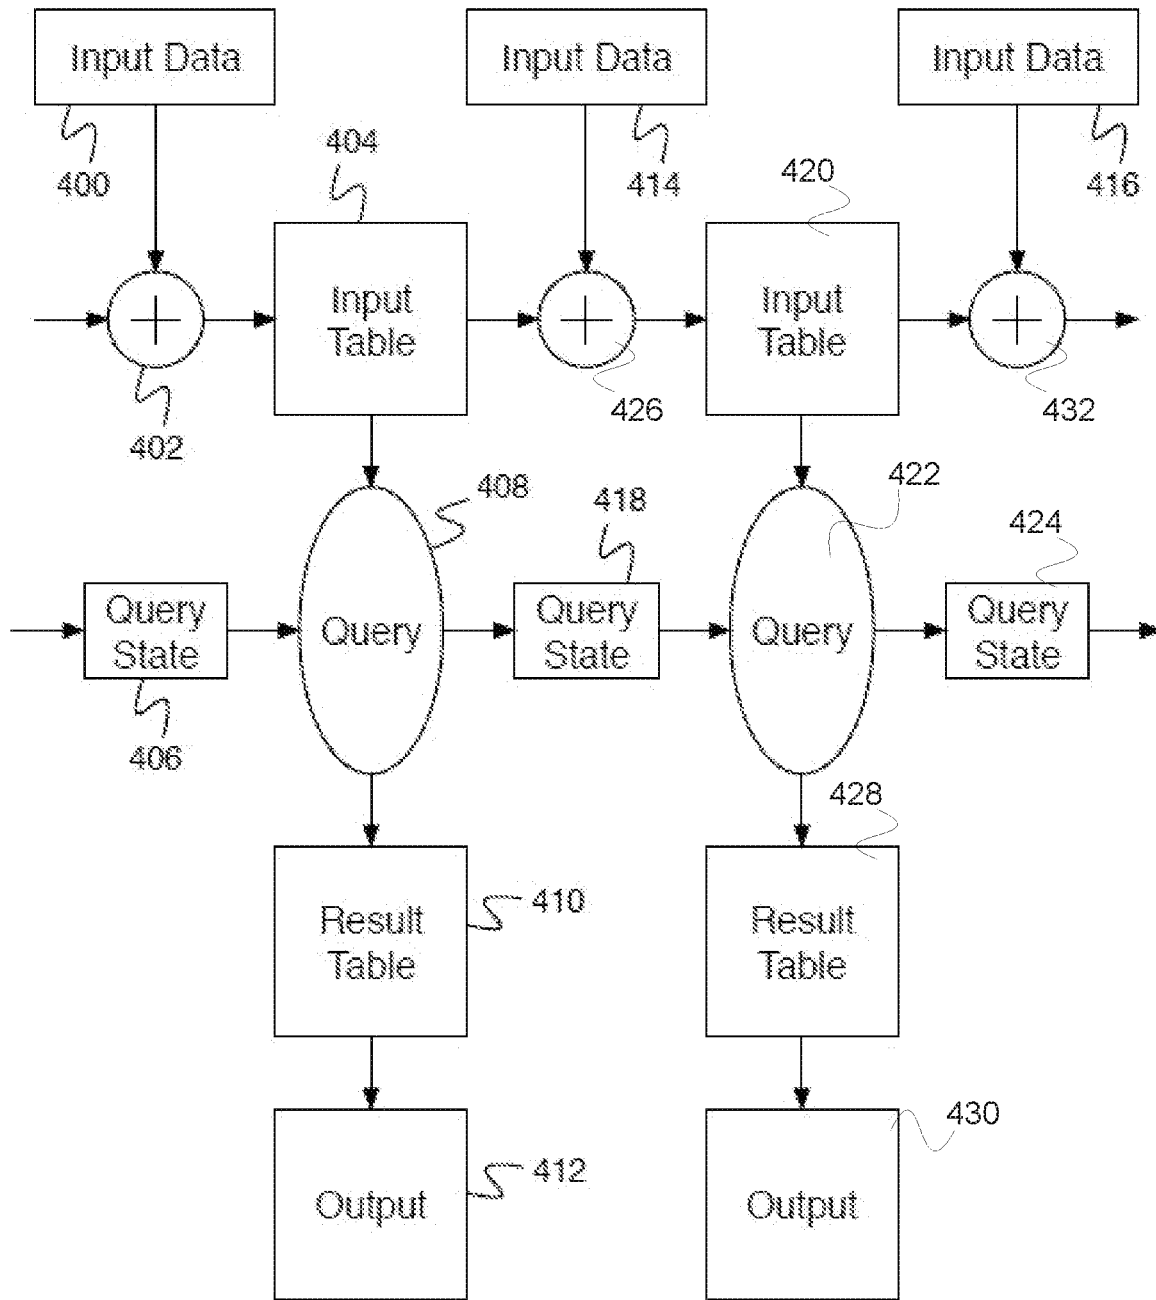 Input Data
Input Data
Input Data
400
404
414
420
416
Input
Table
Input
Table
402
426
432
408
418
422
424
Query
State
Query
Query
State
Query
Query
State
406
428
Result
Table
410
Result
Table
430
Output
412
Output